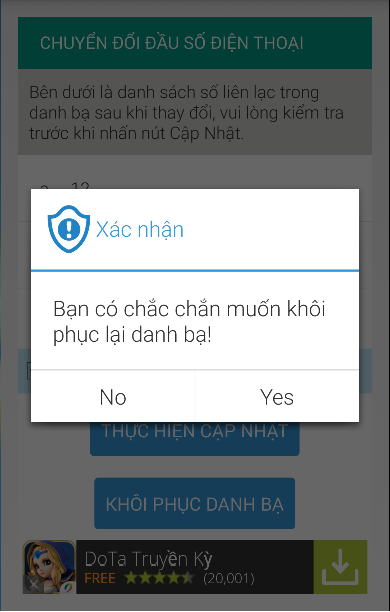 CHUYỂN ĐỔI ĐẦU SỐ ĐIỆN THOẠI
Bên dưới là danh sách số liên lạc trong
danh bạ sau khi thay đổi, vui lòng kiểm tra
trước khi nhấn nút Cập Nhật.
Xác nhận
Bạn có chắc chắn muốn khôi
phục lại danh bạ!
No Yes
THỰC HIỆN CẬP NHẬT
KHÔI PHỤC DANH BẠ
DoTa Truyền Kỳ
FREE (20,001)